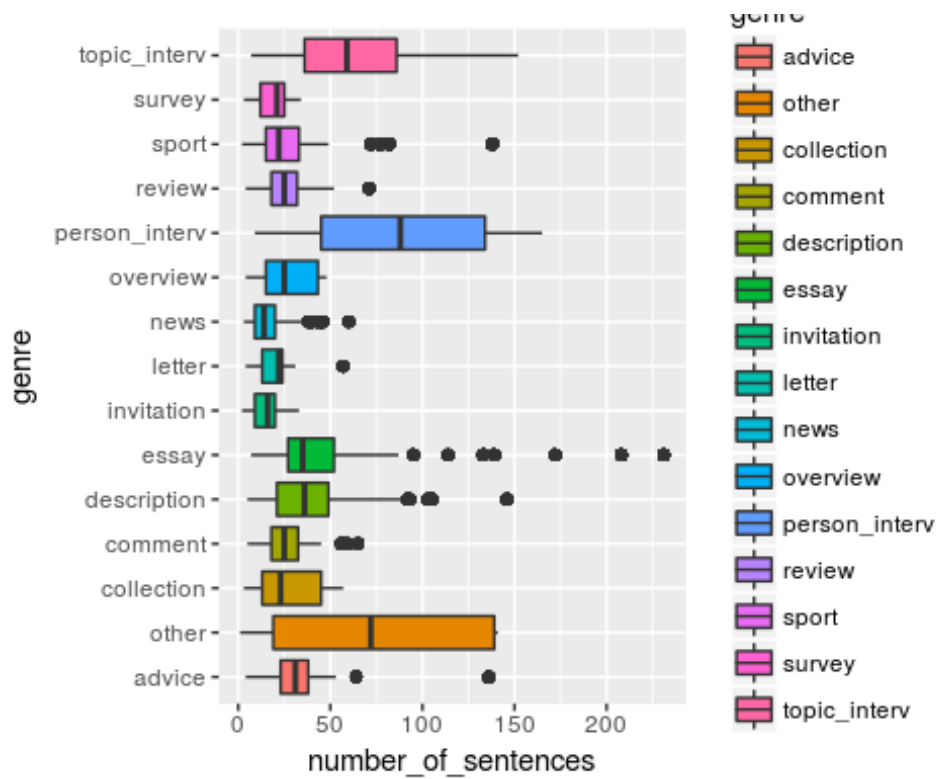 genre
topic_interv
survey
sport
review
person_interv
overview
news
letter
invitation
essay
description
comment
collection
other
advice
0 50 100 150 200
number_of_sentences
genre
advice
other
collection
comment
description
essay
invitation
letter
news
overview
person_interv
review
sport
survey
topic_interv